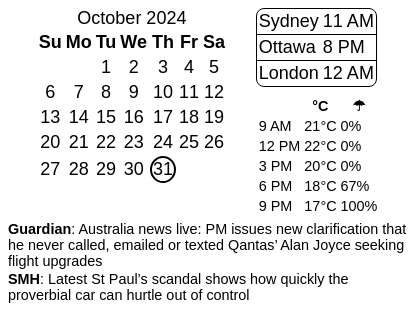 October 2024
Su Mo Tu We Th Fr Sa
1 2 3 4 5
6 7 8 9 10 11 12
13 14 15 16 17 18 19
20 21 22 23 24 25 26
27 28 29 30 31
Sydney 11 AM
Ottawa 8 PM
London 12 AM
°C ☂
9 AM 21°C 0%
12 PM 22°C 0%
3 PM 20°C 0%
6 PM 18°C 67%
9 PM 17°C 100%
Guardian: Australia news live: PM issues new clarification that
he never called, emailed or texted Qantas’ Alan Joyce seeking
flight upgrades
SMH: Latest St Paul’s scandal shows how quickly the
proverbial car can hurtle out of control